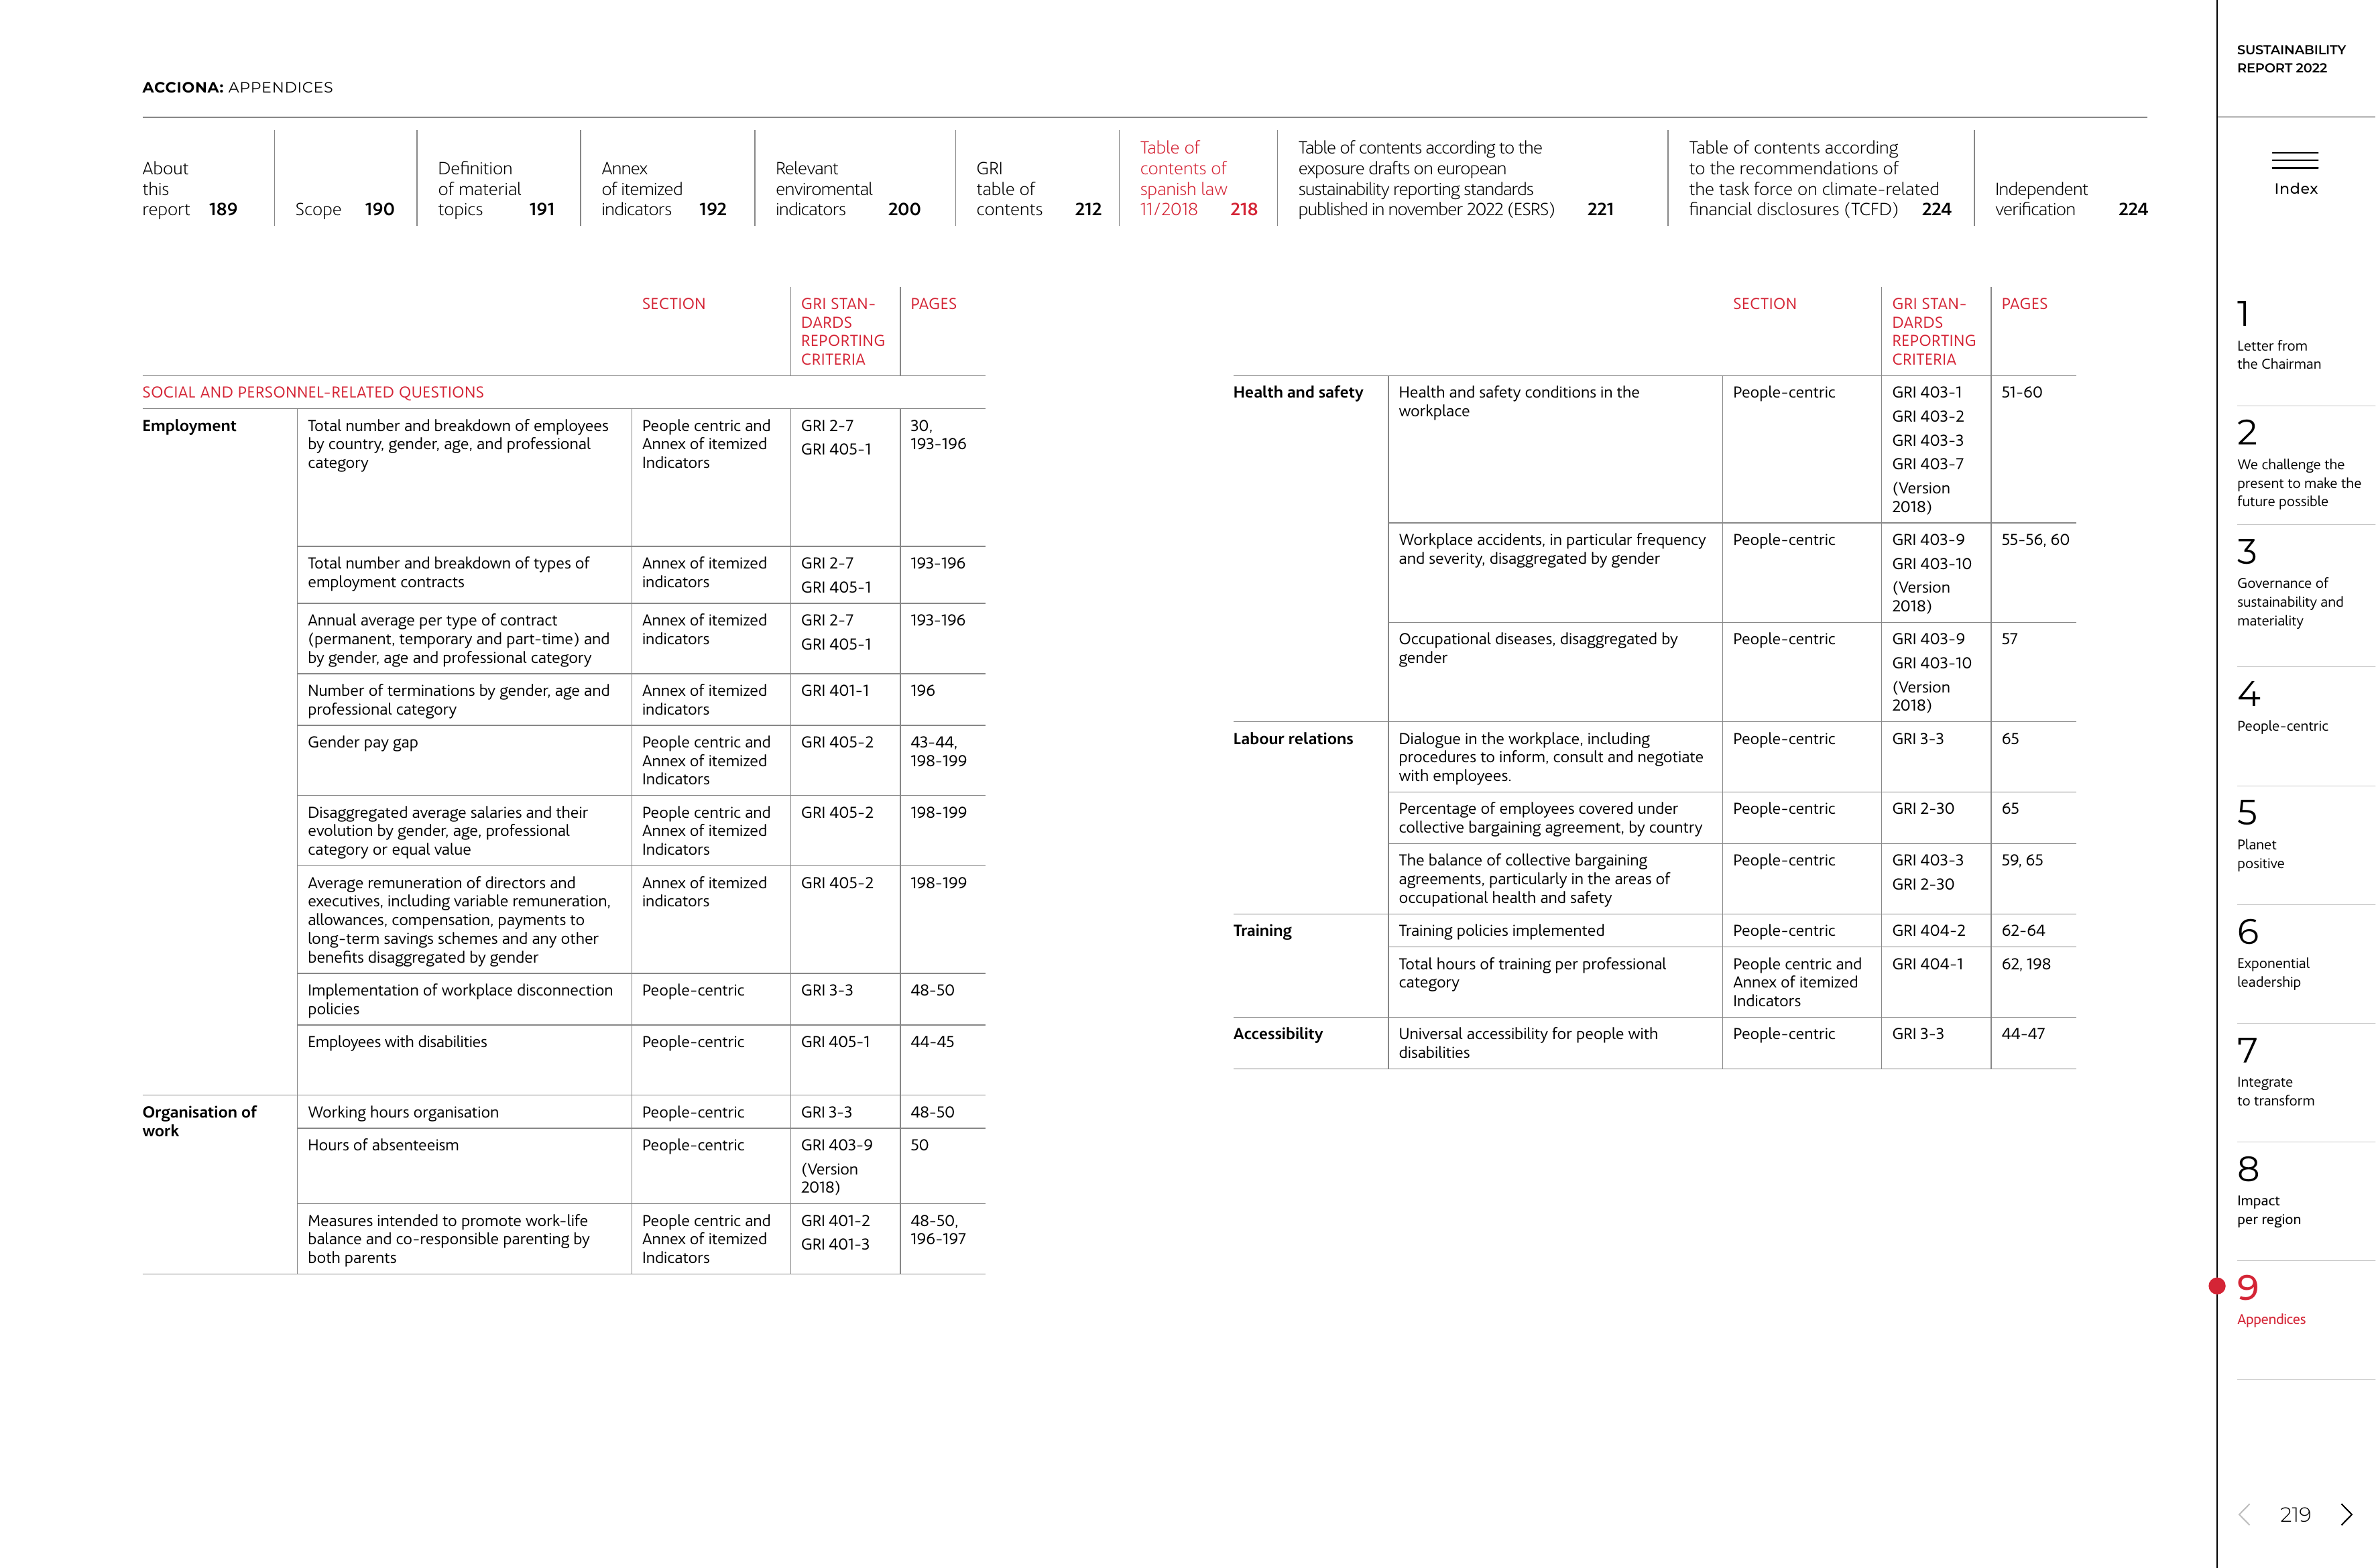 ACCIONA: APPENDICES
SUSTAINABILITY
REPORT 2022
Index
About
this
report 189
Scope 190
Definition
of material
topics 191
Annex
of itemized
indicators 192
Relevant
enviromental
indicators 200
GRI
table of
contents 212
Table of
contents of
spanish law
11/2018 218
Table of contents according to the
exposure drafts on european
sustainability reporting standards
published in november 2022 (ESRS) 221
Table of contents according
to the recommendations of
the task force on climate-related
financial disclosures (TCFD) 224
Independent
verification 224
SECTION
GRI STAN-
DARDS
REPORTING
CRITERIA
PAGES
SOCIAL AND PERSONNEL-RELATED QUESTIONS
Employment
Total number and breakdown of employees
by country, gender, age, and professional
category
People centric and
Annex of itemized
Indicators
GRI 2-7
GRI 405-1
30,
193-196
Total number and breakdown of types of
employment contracts
Annex of itemized
indicators
GRI 2-7
GRI 405-1
193-196
Annual average per type of contract
(permanent, temporary and part-time) and
by gender, age and professional category
Annex of itemized
indicators
GRI 2-7
GRI 405-1
193-196
Number of terminations by gender, age and
professional category
Annex of itemized
indicators
GRI 401-1
196
Gender pay gap
People centric and
Annex of itemized
Indicators
GRI 405-2
43-44,
198-199
Disaggregated average salaries and their
evolution by gender, age, professional
category or equal value
People centric and
Annex of itemized
Indicators
GRI 405-2
198-199
Average remuneration of directors and
executives, including variable remuneration,
allowances, compensation, payments to
long-term savings schemes and any other
benefits disaggregated by gender
Annex of itemized
indicators
GRI 405-2
198-199
Implementation of workplace disconnection
policies
People-centric
GRI 3-3
48-50
Employees with disabilities
People-centric
GRI 405-1
44-45
Organisation of
work
Working hours organisation
People-centric
GRI 3-3
48-50
Hours of absenteeism
People-centric
GRI 403-9
(Version
2018)
50
Measures intended to promote work-life
balance and co-responsible parenting by
both parents
People centric and
Annex of itemized
Indicators
GRI 401-2
GRI 401-3
48-50,
196-197
SECTION
GRI STAN-
DARDS
REPORTING
CRITERIA
PAGES
Health and safety
Health and safety conditions in the
workplace
People-centric
GRI 403-1
GRI 403-2
GRI 403-3
GRI 403-7
(Version
2018)
51-60
Workplace accidents, in particular frequency
and severity, disaggregated by gender
People-centric
GRI 403-9
GRI 403-10
(Version
2018)
55-56, 60
Occupational diseases, disaggregated by
gender
People-centric
GRI 403-9
GRI 403-10
(Version
2018)
57
Labour relations
Dialogue in the workplace, including
procedures to inform, consult and negotiate
with employees.
People-centric
GRI 3-3
65
Percentage of employees covered under
collective bargaining agreement, by country
People-centric
GRI 2-30
65
The balance of collective bargaining
agreements, particularly in the areas of
occupational health and safety
People-centric
GRI 403-3
GRI 2-30
59, 65
Training
Training policies implemented
People-centric
GRI 404-2
62-64
Total hours of training per professional
category
People centric and
Annex of itemized
Indicators
GRI 404-1
62, 198
Accessibility
Universal accessibility for people with
disabilities
People-centric
GRI 3-3
44-47
1
Letter from
the Chairman
2
We challenge the
present to make the
future possible
3
Governance of
sustainability and
materiality
4
People-centric
5
Planet
positive
6
Exponential
leadership
7
Integrate
to transform
8
Impact
per region
9
Appendices
219